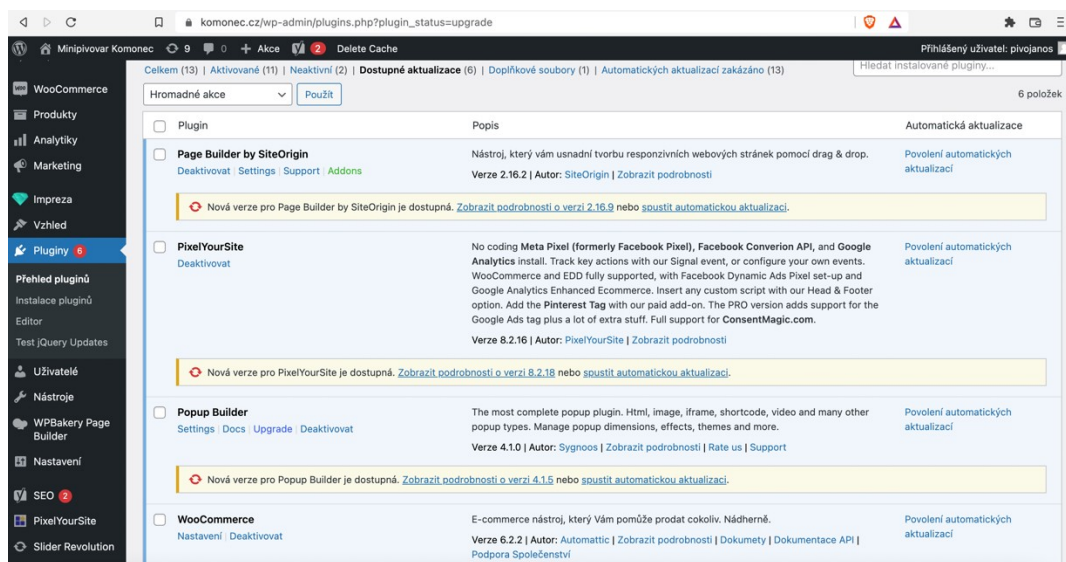 komonec.cz/wp-admin/plugins.php?plugin_status=upgrade
Minipivovar Komonec 9 0 + Akce 2 Delete Cache Přihlášený uživatel: pivojanos
Celkem (13) | Aktivované (11) | Neaktivní (2) | Dostupné aktualizace (6) | Doplňkové soubory (1) | Automatických aktualizací zakázáno (13)
Hledat instalované pluginy...
Hromadné akce Použít 6 položek
WooCommerce
Produkty
Analytiky
Marketing
Impreza
Vzhled
Pluginy 6
Přehled pluginů
Instalace pluginů
Editor
Test jQuery Updates
Uživatelé
Nástroje
WPBakery Page
Builder
Nastavení
SEO 2
PixelYourSite
Slider Revolution
Plugin Popis Automatická aktualizace
Page Builder by SiteOrigin
Deaktivovat | Settings | Support | Addons
Nástroj, který vám usnadní tvorbu responzivních webových stránek pomocí drag & drop.
Verze 2.16.2 | Autor: SiteOrigin | Zobrazit podrobnosti
Povolení automatických
aktualizací
Nová verze pro Page Builder by SiteOrigin je dostupná. Zobrazit podrobnosti o verzi 2.16.9 nebo spustit automatickou aktualizaci.
PixelYourSite
Deaktivovat
No coding Meta Pixel (formerly Facebook Pixel), Facebook Converion API, and Google
Analytics install. Track key actions with our Signal event, or configure your own events.
WooCommerce and EDD fully supported, with Facebook Dynamic Ads Pixel set-up and
Google Analytics Enhanced Ecommerce. Insert any custom script with our Head & Footer
option. Add the Pinterest Tag with our paid add-on. The PRO version adds support for the
Google Ads tag plus a lot of extra stuff. Full support for ConsentMagic.com.
Verze 8.2.16 | Autor: PixelYourSite | Zobrazit podrobnosti
Povolení automatických
aktualizací
Nová verze pro PixelYourSite je dostupná. Zobrazit podrobnosti o verzi 8.2.18 nebo spustit automatickou aktualizaci.
Popup Builder
Settings | Docs | Upgrade | Deaktivovat
The most complete popup plugin. Html, image, iframe, shortcode, video and many other
popup types. Manage popup dimensions, effects, themes and more.
Verze 4.1.0 | Autor: Sygnoos | Zobrazit podrobnosti | Rate us | Support
Povolení automatických
aktualizací
Nová verze pro Popup Builder je dostupná. Zobrazit podrobnosti o verzi 4.1.5 nebo spustit automatickou aktualizaci.
WooCommerce
Nastavení | Deaktivovat
E-commerce nástroj, který Vám pomůže prodat cokoliv. Nádherně.
Verze 6.2.2 | Autor: Automattic | Zobrazit podrobnosti | Dokumety | Dokumentace API |
Podpora Společenství
Povolení automatických
aktualizací